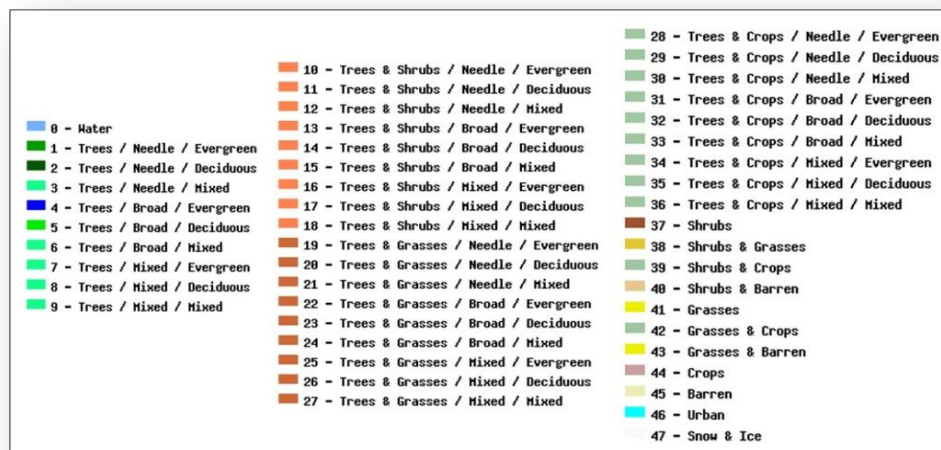 0 - Water
1 - Trees / Needle / Evergreen
2 - Trees / Needle / Deciduous
3 - Trees / Needle / Mixed
4 - Trees / Broad / Evergreen
5 - Trees / Broad / Deciduous
6 - Trees / Broad / Mixed
7 - Trees / Mixed / Evergreen
8 - Trees / Mixed / Deciduous
9 - Trees / Mixed / Mixed
10 - Trees & Shrubs / Needle / Evergreen
11 - Trees & Shrubs / Needle / Deciduous
12 - Trees & Shrubs / Needle / Mixed
13 - Trees & Shrubs / Broad / Evergreen
14 - Trees & Shrubs / Broad / Deciduous
15 - Trees & Shrubs / Broad / Mixed
16 - Trees & Shrubs / Mixed / Evergreen
17 - Trees & Shrubs / Mixed / Deciduous
18 - Trees & Shrubs / Mixed / Mixed
19 - Trees & Grasses / Needle / Evergreen
20 - Trees & Grasses / Needle / Deciduous
21 - Trees & Grasses / Needle / Mixed
22 - Trees & Grasses / Broad / Evergreen
23 - Trees & Grasses / Broad / Deciduous
24 - Trees & Grasses / Broad / Mixed
25 - Trees & Grasses / Mixed / Evergreen
26 - Trees & Grasses / Mixed / Deciduous
27 - Trees & Grasses / Mixed / Mixed
28 - Trees & Crops / Needle / Evergreen
29 - Trees & Crops / Needle / Deciduous
30 - Trees & Crops / Needle / Mixed
31 - Trees & Crops / Broad / Evergreen
32 - Trees & Crops / Broad / Deciduous
33 - Trees & Crops / Broad / Mixed
34 - Trees & Crops / Mixed / Evergreen
35 - Trees & Crops / Mixed / Deciduous
36 - Trees & Crops / Mixed / Mixed
37 - Shrubs
38 - Shrubs & Grasses
39 - Shrubs & Crops
40 - Shrubs & Barren
41 - Grasses
42 - Grasses & Crops
43 - Grasses & Barren
44 - Crops
45 - Barren
46 - Urban
47 - Snow & Ice